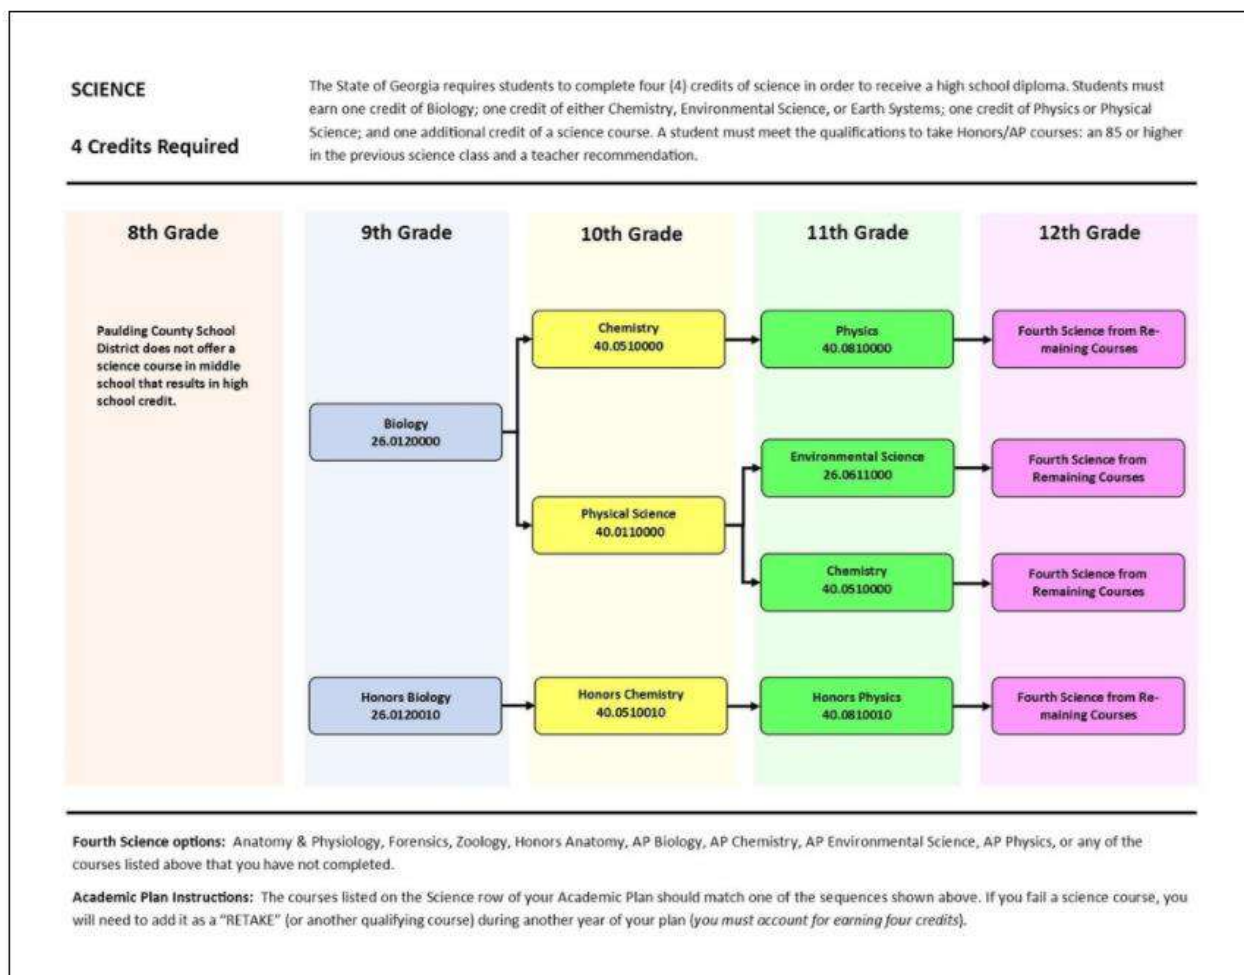 SCIENCE
4 Credits Required
The State of Georgia requires students to complete four (4) credits of science in order to receive a high school diploma. Students must
earn one credit of Biology; one credit of either Chemistry, Environmental Science, or Earth Systems; one credit of Physics or Physical
Science; and one additional credit of a science course. A student must meet the qualifications to take Honors/AP courses: an 85 or higher
in the previous science class and a teacher recommendation.
8th Grade
9th Grade
10th Grade
11th Grade
12th Grade
Paulding County School
District does not offer a
science course in middle
school that results in high
school credit.
Chemistry
40.0510000
Physics
40.0810000
Fourth Science from Re-
maining Courses
Biology
26.0120000
Environmental Science
26.0611000
Fourth Science from
Remaining Courses
Physical Science
40.0110000
Chemistry
40.0510000
Fourth Science from
Remaining Courses
Honors Biology
26.0120010
Honors Chemistry
40.0510010
Honors Physics
40.0810010
Fourth Science from Re-
maining Courses
Fourth Science options: Anatomy & Physiology, Forensics, Zoology, Honors Anatomy, AP Biology, AP Chemistry, AP Environmental Science, AP Physics, or any of the
courses listed above that you have not completed.
Academic Plan Instructions: The courses listed on the Science row of your Academic Plan should match one of the sequences shown above. If you fail a science course, you
will need to add it as a “RETAKE” (or another qualifying course) during another year of your plan (you must account for earning four credits).